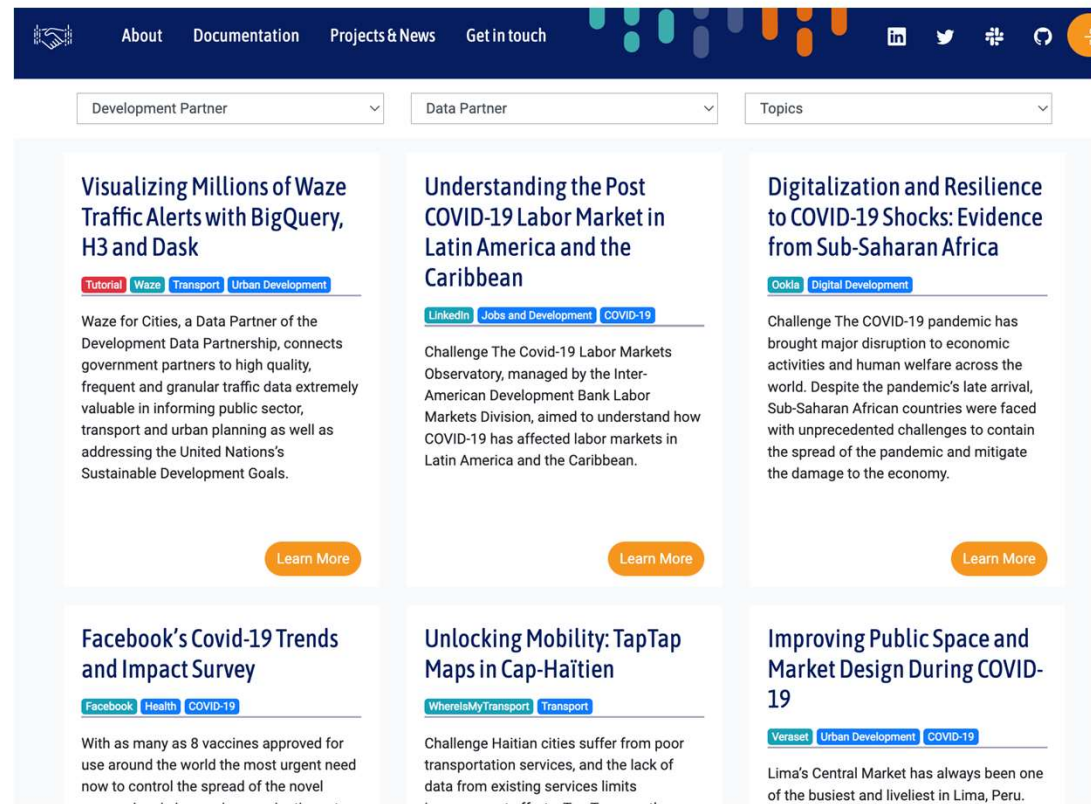 About Documentation Projects & News Get in touch
Development Partner Data Partner Topics
Visualizing Millions of Waze
Traffic Alerts with BigQuery,
H3 and Dask
Tutorial Waze Transport Urban Development
Waze for Cities, a Data Partner of the
Development Data Partnership, connects
government partners to high quality,
frequent and granular traffic data extremely
valuable in informing public sector,
transport and urban planning as well as
addressing the United Nations's
Sustainable Development Goals.
Learn More
Understanding the Post
COVID-19 Labor Market in
Latin America and the
Caribbean
LinkedIn Jobs and Development COVID-19
Challenge The Covid-19 Labor Markets
Observatory, managed by the Inter-
American Development Bank Labor
Markets Division, aimed to understand how
COVID-19 has affected labor markets in
Latin America and the Caribbean.
Learn More
Digitalization and Resilience
to COVID-19 Shocks: Evidence
from Sub-Saharan Africa
Ookla Digital Development
Challenge The COVID-19 pandemic has
brought major disruption to economic
activities and human welfare across the
world. Despite the pandemic's late arrival,
Sub-Saharan African countries were faced
with unprecedented challenges to contain
the spread of the pandemic and mitigate
the damage to the economy.
Learn More
Facebook's Covid-19 Trends
and Impact Survey
Facebook Health COVID-19
With as many as 8 vaccines approved for
use around the world the most urgent need
now to control the spread of the novel
Unlocking Mobility: TapTap
Maps in Cap-Haïtien
WhereIsMyTransport Transport
Challenge Haitian cities suffer from poor
transportation services, and the lack of
data from existing services limits
Improving Public Space and
Market Design During COVID-
19
Veraset Urban Development COVID-19
Lima's Central Market has always been one
of the busiest and liveliest in Lima, Peru.